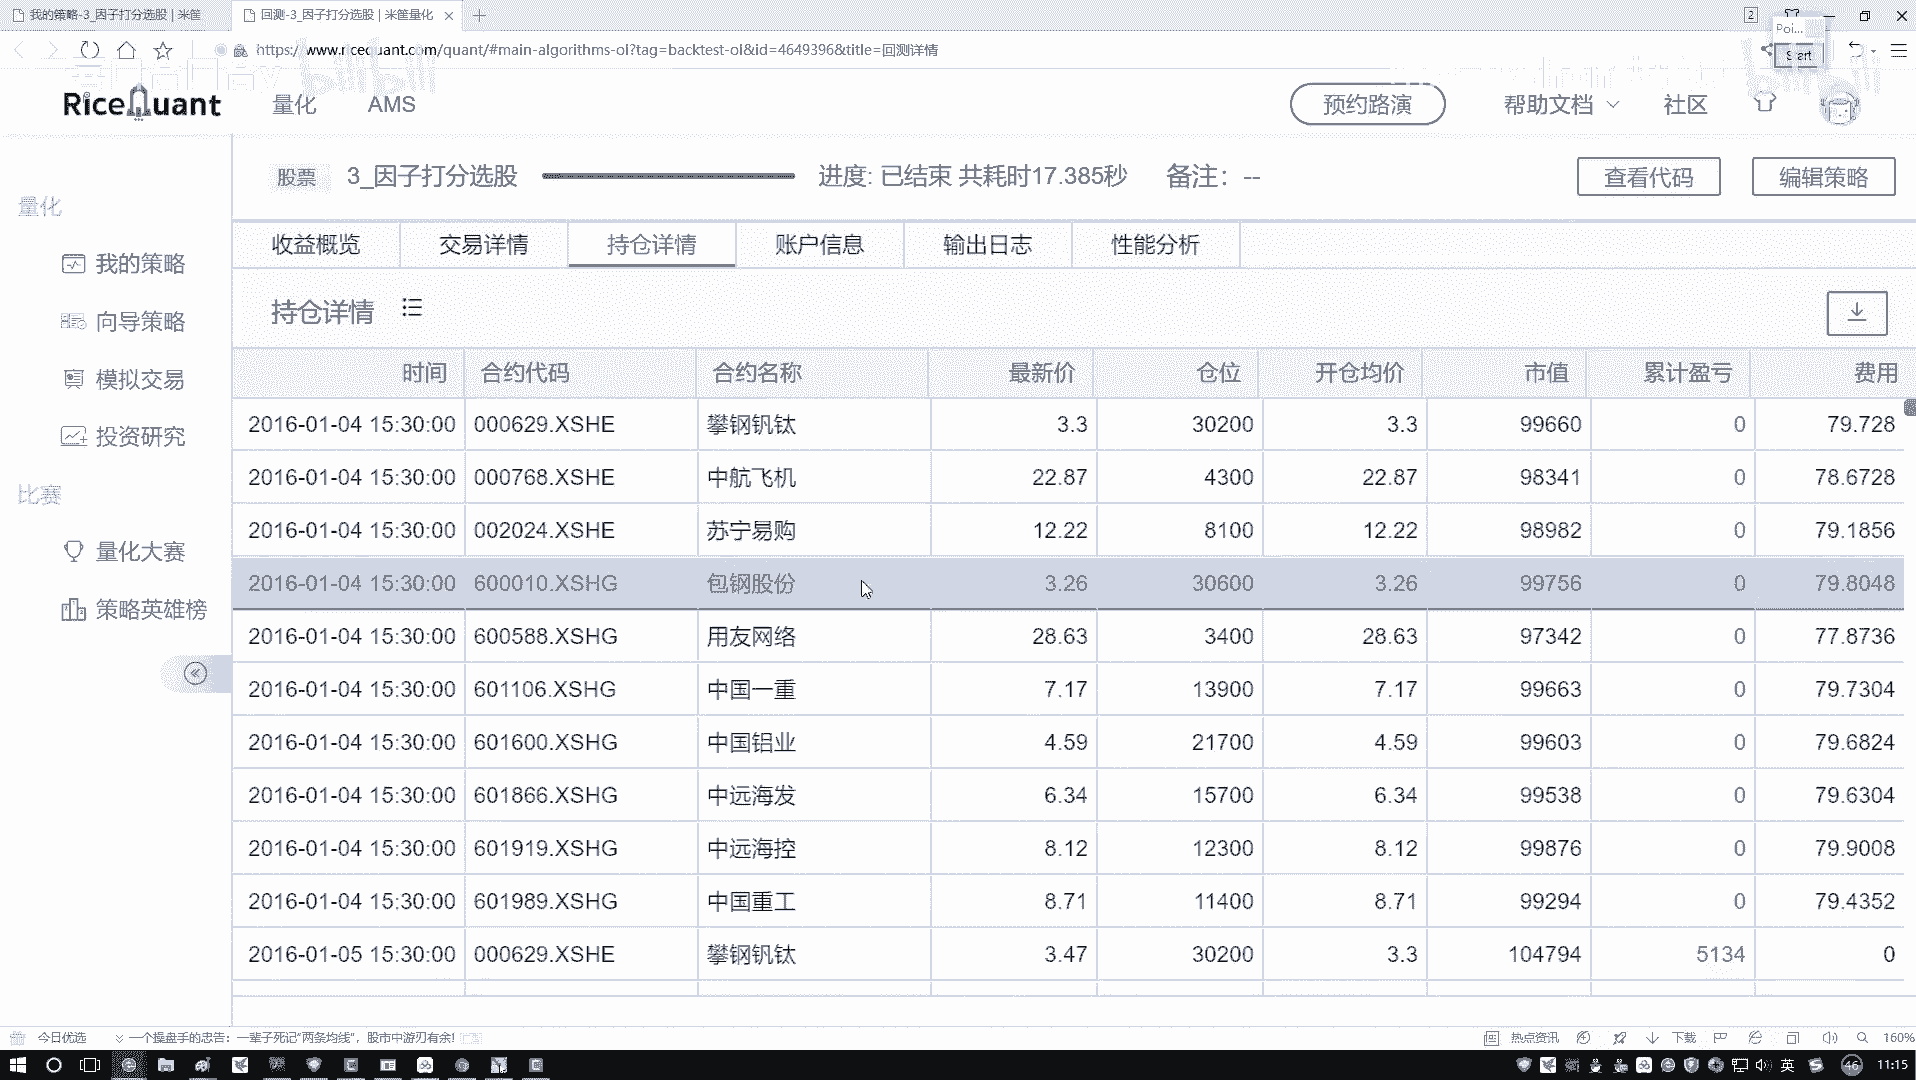 我的策略-3_因子打分选股 | 米筐
回测-3_因子打分选股 | 米筐量化
2
Poi...
Start
https://www.ricequant.com/quant/#main-algorithms-ol?tag=backtest-ol&id=4649396&title=回测详情
RiceQuant 量化 AMS 预约路演 帮助文档 社区
股票 3_因子打分选股 进度: 已结束 共耗时17.385秒 备注: -- 查看代码 编辑策略
量化
我的策略
向导策略
模拟交易
投资研究
比赛
量化大赛
策略英雄榜
收益概览 交易详情 持仓详情 账户信息 输出日志 性能分析
持仓详情
时间 合约代码 合约名称 最新价 仓位 开仓均价 市值 累计盈亏 费用
2016-01-04 15:30:00 000629.XSHE 攀钢钒钛 3.3 30200 3.3 99660 0 79.728
2016-01-04 15:30:00 000768.XSHE 中航飞机 22.87 4300 22.87 98341 0 78.6728
2016-01-04 15:30:00 002024.XSHE 苏宁易购 12.22 8100 12.22 98982 0 79.1856
2016-01-04 15:30:00 600010.XSHG 包钢股份 3.26 30600 3.26 99756 0 79.8048
2016-01-04 15:30:00 600588.XSHG 用友网络 28.63 3400 28.63 97342 0 77.8736
2016-01-04 15:30:00 601106.XSHG 中国一重 7.17 13900 7.17 99663 0 79.7304
2016-01-04 15:30:00 601600.XSHG 中国铝业 4.59 21700 4.59 99603 0 79.6824
2016-01-04 15:30:00 601866.XSHG 中远海发 6.34 15700 6.34 99538 0 79.6304
2016-01-04 15:30:00 601919.XSHG 中远海控 8.12 12300 8.12 99876 0 79.9008
2016-01-04 15:30:00 601989.XSHG 中国重工 8.71 11400 8.71 99294 0 79.4352
2016-01-05 15:30:00 000629.XSHE 攀钢钒钛 3.47 30200 3.3 104794 5134 0
今日优选 一个操盘手的忠告：一辈子死记"两条均线"，股市中游刃有余! 热点资讯 下载 160%
英 46 11:15